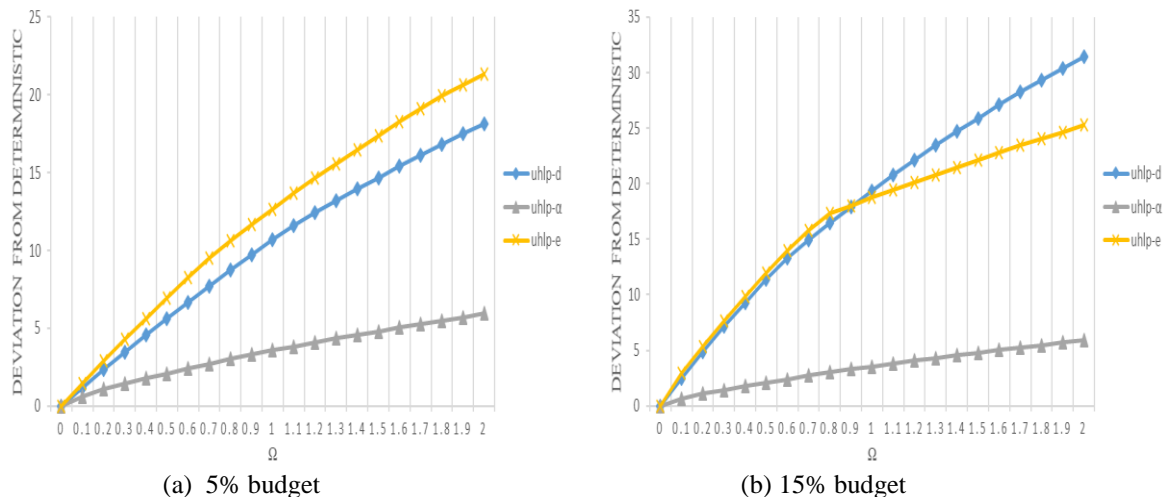 DEVIATION FROM DETERMINISTIC
25
20
15
10
5
0
0 0.1 0.2 0.3 0.4 0.5 0.6 0.7 0.8 0.9 1 1.1 1.2 1.3 1.4 1.5 1.6 1.7 1.8 1.9 2
Ω
uhlp-d
uhlp-α
uhlp-e
(a) 5% budget
DEVIATION FROM DETERMINISTIC
35
30
25
20
15
10
5
0
0 0.1 0.2 0.3 0.4 0.5 0.6 0.7 0.8 0.9 1 1.1 1.2 1.3 1.4 1.5 1.6 1.7 1.8 1.9 2
Ω
uhlp-d
uhlp-α
uhlp-e
(b) 15% budget